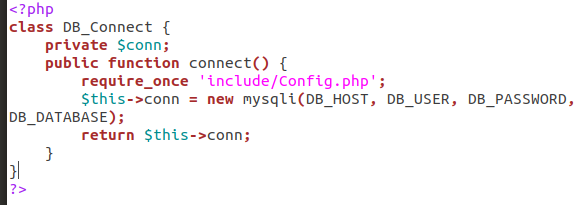 <?php
class DB_Connect {
    private $conn;
    public function connect() {
        require_once 'include/Config.php';
        $this->conn = new mysqli(DB_HOST, DB_USER, DB_PASSWORD,
DB_DATABASE);
        return $this->conn;
    }
}
?>